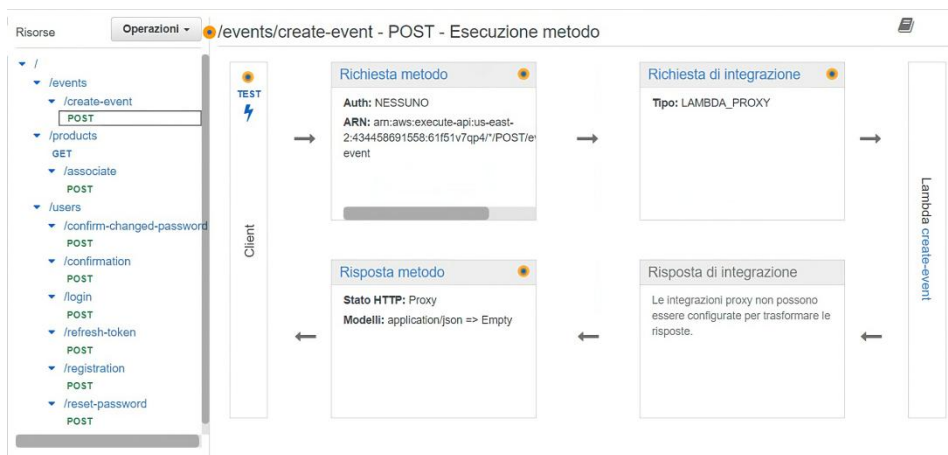 Risorse
Operazioni
/events/create-event - POST - Esecuzione metodo
/
/events
/create-event
POST
/products
GET
/associate
POST
/users
/confirm-changed-password
POST
/confirmation
POST
/login
POST
/refresh-token
POST
/registration
POST
/reset-password
POST
TEST
Client
Richiesta metodo
Auth: NESSUNO
ARN: arn:aws:execute-api:us-east-
2:434458691558:61f51v7qp4/*/POST/ev
event
Richiesta di integrazione
Tipo: LAMBDA_PROXY
Risposta metodo
Stato HTTP: Proxy
Modelli: application/json => Empty
Risposta di integrazione
Le integrazioni proxy non possono
essere configurate per trasformare le
risposte.
Lambda create-event